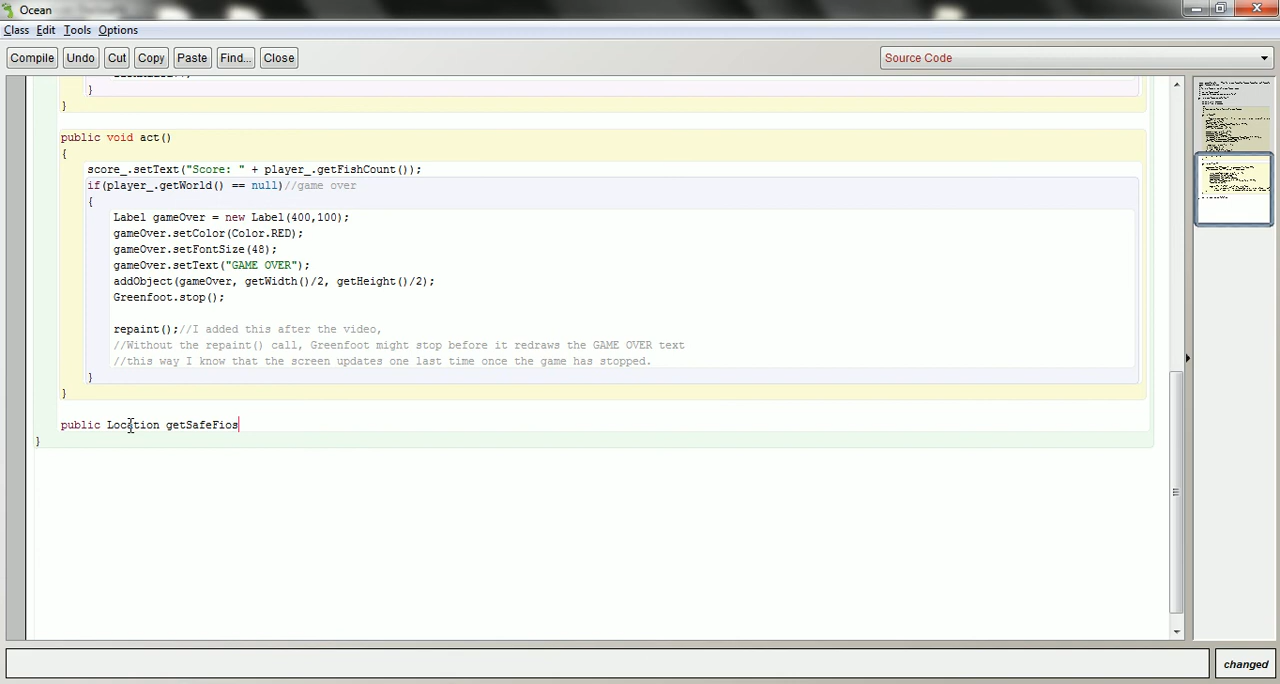 Ocean
Class Edit Tools Options
Compile Undo Cut Copy Paste Find... Close Source Code
}
}
public void act()
{
score_.setText("Score: " + player_.getFishCount());
if(player_.getWorld() == null)//game over
{
Label gameOver = new Label(400,100);
gameOver.setColor(Color.RED);
gameOver.setFontSize(48);
gameOver.setText("GAME OVER");
addObject(gameOver, getWidth()/2, getHeight()/2);
Greenfoot.stop();
repaint();//I added this after the video,
//Without the repaint() call, Greenfoot might stop before it redraws the GAME OVER text
//this way I know that the screen updates one last time once the game has stopped.
}
}
public Location getSafeFios
}
changed